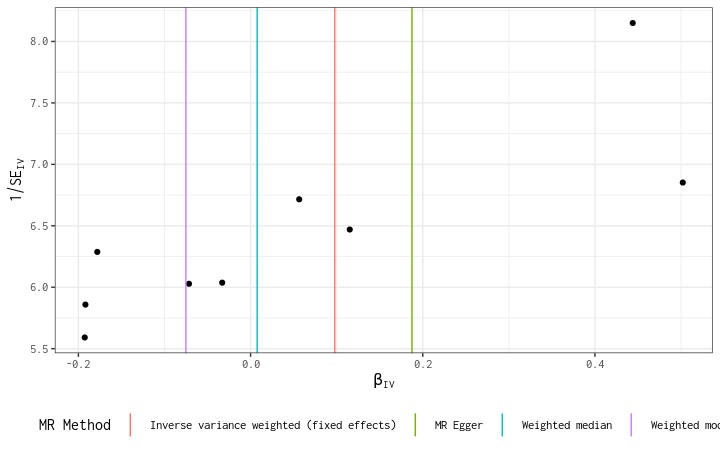 8.0
7.5
7.0
6.5
6.0
5.5
1/SE_IV
-0.2 0.0 0.2 0.4
β_IV
MR Method Inverse variance weighted (fixed effects) MR Egger Weighted median Weighted